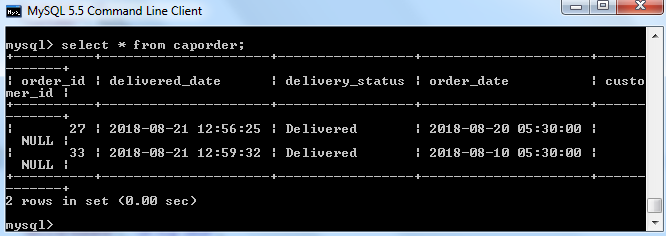 MySQL 5.5 Command Line Client
mysql> select * from caporder;
+----------+---------------------+-----------------+---------------------+------
-------+
| order_id | delivered_date      | delivery_status | order_date          | custo
mer_id |
+----------+---------------------+-----------------+---------------------+------
-------+
|       27 | 2018-08-21 12:56:25 | Delivered       | 2018-08-20 05:30:00 |
  NULL |
|       33 | 2018-08-21 12:59:32 | Delivered       | 2018-08-10 05:30:00 |
  NULL |
+----------+---------------------+-----------------+---------------------+------
-------+
2 rows in set (0.00 sec)
mysql>